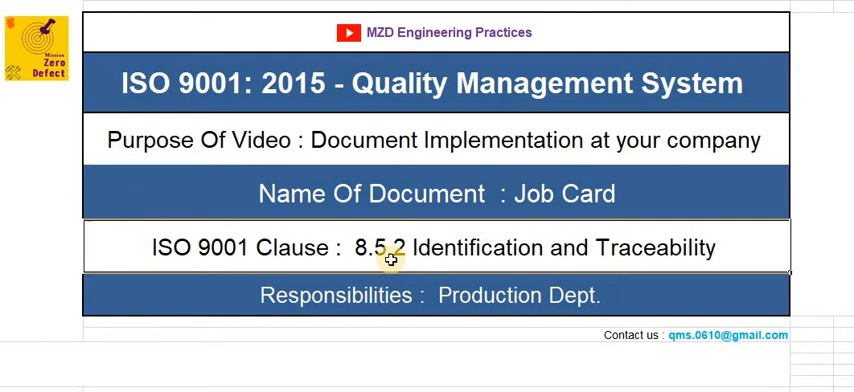 MZD Engineering Practices
Mission
Zero
Defect
ISO 9001: 2015 - Quality Management System
Purpose Of Video : Document Implementation at your company
Name Of Document : Job Card
ISO 9001 Clause : 8.5.2 Identification and Traceability
Responsibilities : Production Dept.
Contact us : qms.0610@gmail.com